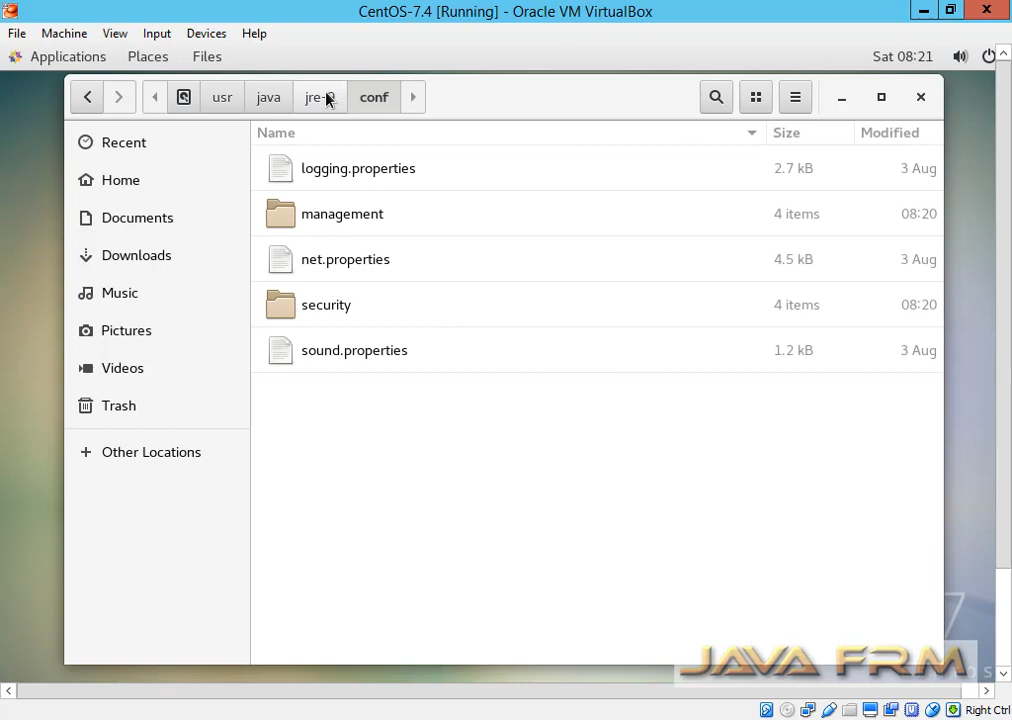 CentOS-7.4 [Running] - Oracle VM VirtualBox
File Machine View Input Devices Help
Applications Places Files Sat 08:21
usr java conf
Name Size Modified
Recent
logging.properties 2.7 kB 3 Aug
Home
management 4 items 08:20
Documents
Downloads
net.properties 4.5 kB 3 Aug
Music
security 4 items 08:20
Pictures
sound.properties 1.2 kB 3 Aug
Videos
Trash
Other Locations
7
JAVA FRM
Right Ctrl